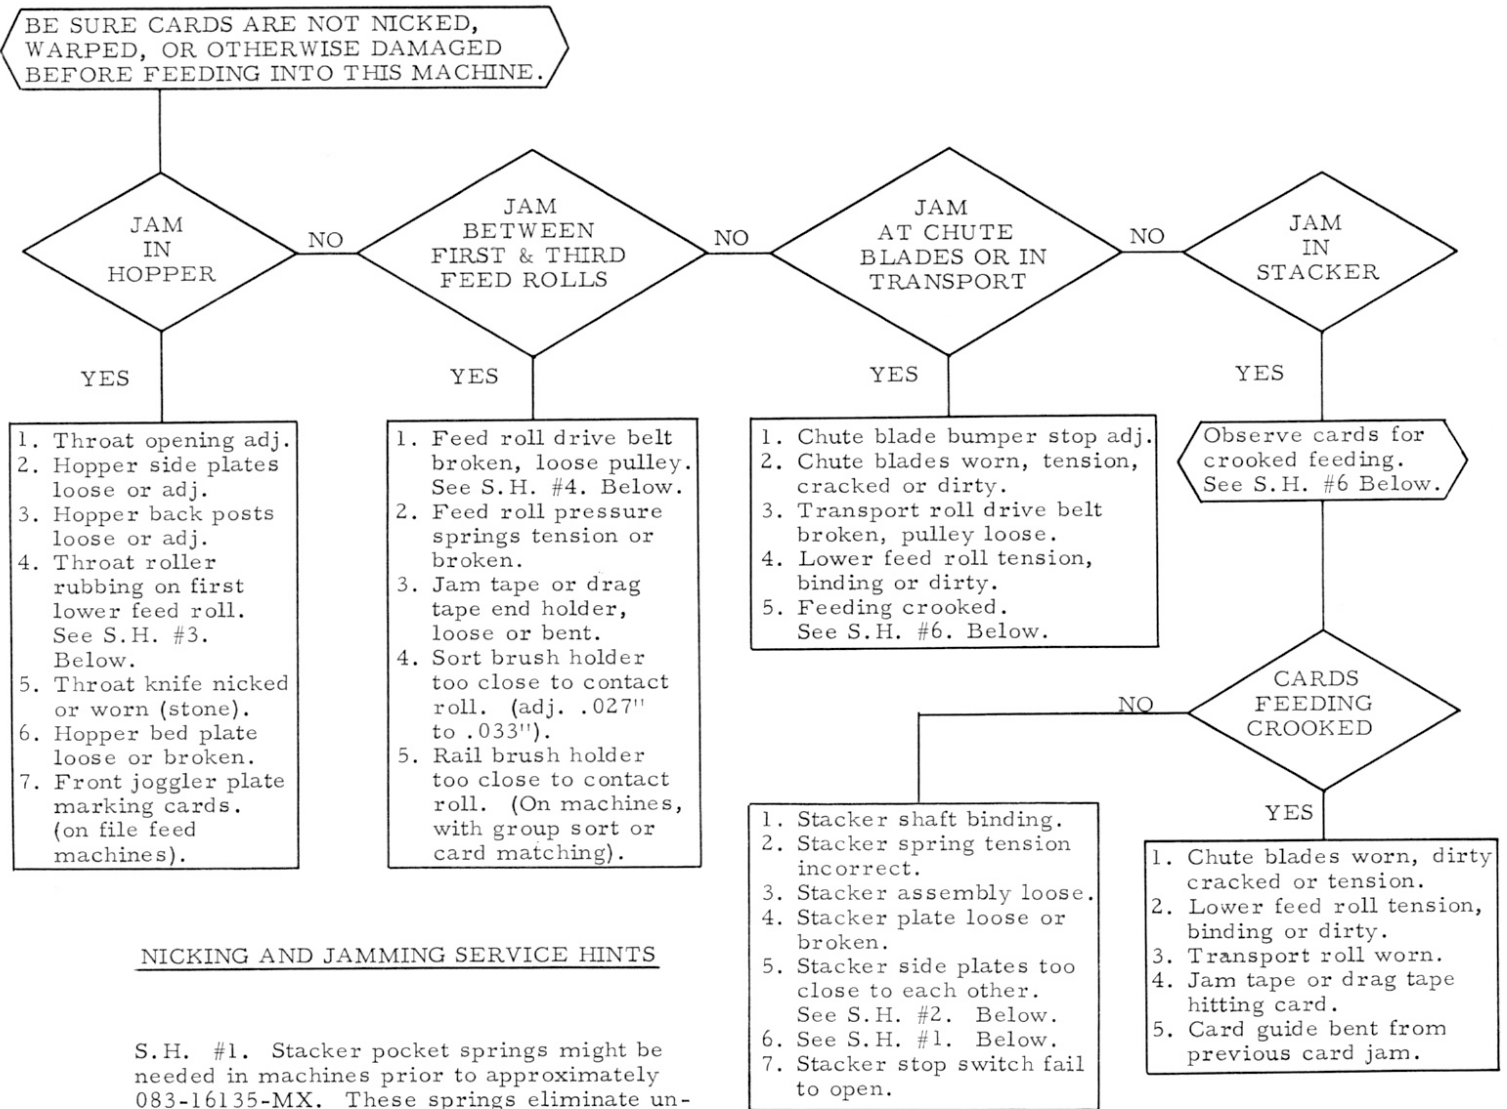 BE SURE CARDS ARE NOT NICKED,
WARPED, OR OTHERWISE DAMAGED
BEFORE FEEDING INTO THIS MACHINE.
JAM
IN
HOPPER
NO
JAM
BETWEEN
FIRST & THIRD
FEED ROLLS
NO
JAM
AT CHUTE
BLADES OR IN
TRANSPORT
NO
JAM
IN
STACKER
YES
YES
YES
YES
1. Throat opening adj.
2. Hopper side plates
loose or adj.
3. Hopper back posts
loose or adj.
4. Throat roller
rubbing on first
lower feed roll.
See S.H. #3.
Below.
5. Throat knife nicked
or worn (stone).
6. Hopper bed plate
loose or broken.
7. Front joggler plate
marking cards.
(on file feed
machines).
1. Feed roll drive belt
broken, loose pulley.
See S.H. #4. Below.
2. Feed roll pressure
springs tension or
broken.
3. Jam tape or drag
tape end holder,
loose or bent.
4. Sort brush holder
too close to contact
roll. (adj. .027"
to .033").
5. Rail brush holder
too close to contact
roll. (On machines,
with group sort or
card matching).
1. Chute blade bumper stop adj.
2. Chute blades worn, tension,
cracked or dirty.
3. Transport roll drive belt
broken, pulley loose.
4. Lower feed roll tension,
binding or dirty.
5. Feeding crooked.
See S.H. #6. Below.
Observe cards for
crooked feeding.
See S.H. #6 Below.
CARDS
FEEDING
CROOKED
NO
YES
1. Stacker shaft binding.
2. Stacker spring tension
incorrect.
3. Stacker assembly loose.
4. Stacker plate loose or
broken.
5. Stacker side plates too
close to each other.
See S.H. #2. Below.
6. See S.H. #1. Below.
7. Stacker stop switch fail
to open.
1. Chute blades worn, dirty
cracked or tension.
2. Lower feed roll tension,
binding or dirty.
3. Transport roll worn.
4. Jam tape or drag tape
hitting card.
5. Card guide bent from
previous card jam.
NICKING AND JAMMING SERVICE HINTS
S.H. #1. Stacker pocket springs might be
needed in machines prior to approximately
083-16135-MX. These springs eliminate un-